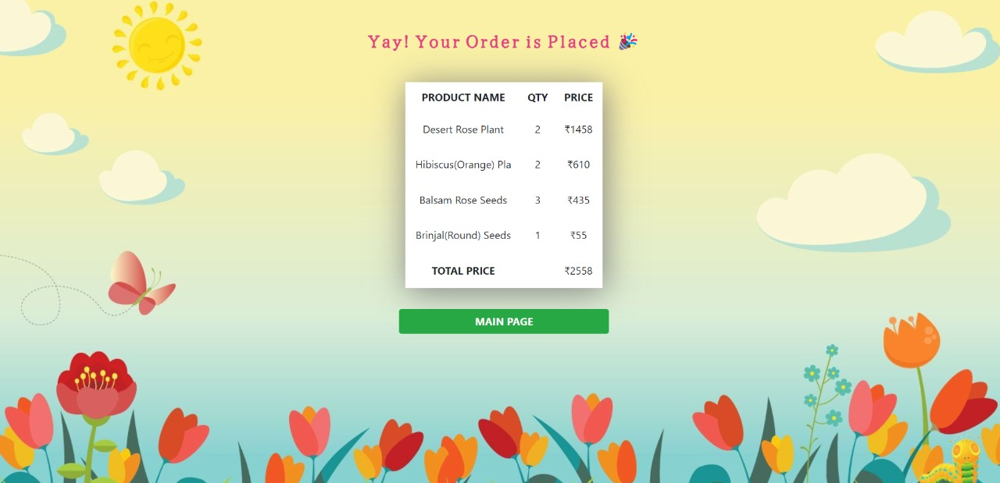 Yay! Your Order is Placed 🎉
PRODUCT NAME QTY PRICE
Desert Rose Plant 2 ₹1458
Hibiscus(Orange) Pla 2 ₹610
Balsam Rose Seeds 3 ₹435
Brinjal(Round) Seeds 1 ₹55
TOTAL PRICE ₹2558
MAIN PAGE